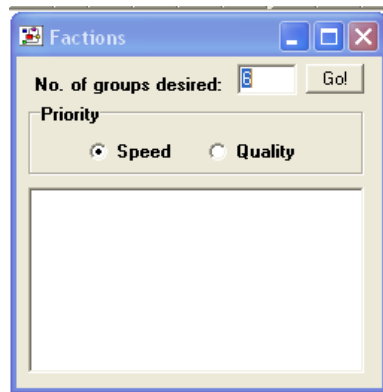 Factions
No. of groups desired: 6 Go!
Priority
Speed Quality